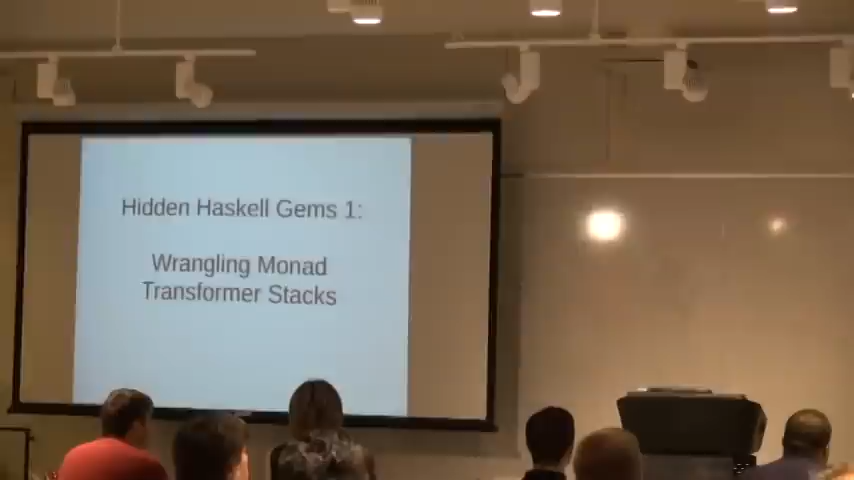 Hidden Haskell Gems 1:
Wrangling Monad
Transformer Stacks